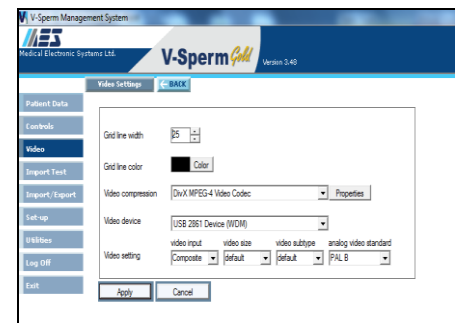 V-Sperm Management System
MES
Medical Electronic Systems Ltd.
V-Sperm Gold Version 3.48
Video Settings BACK
Patient Data
Controls
Video
Import Test
Import/Export
Set-up
Utilities
Log Off
Exit
Grid line width 25
Grid line color Color
Video compression DivX MPEG-4 Video Codec Properties
Video device USB 2861 Device (WDM)
video input video size video subtype analog video standard
Video setting Composite default default PAL B
Apply Cancel